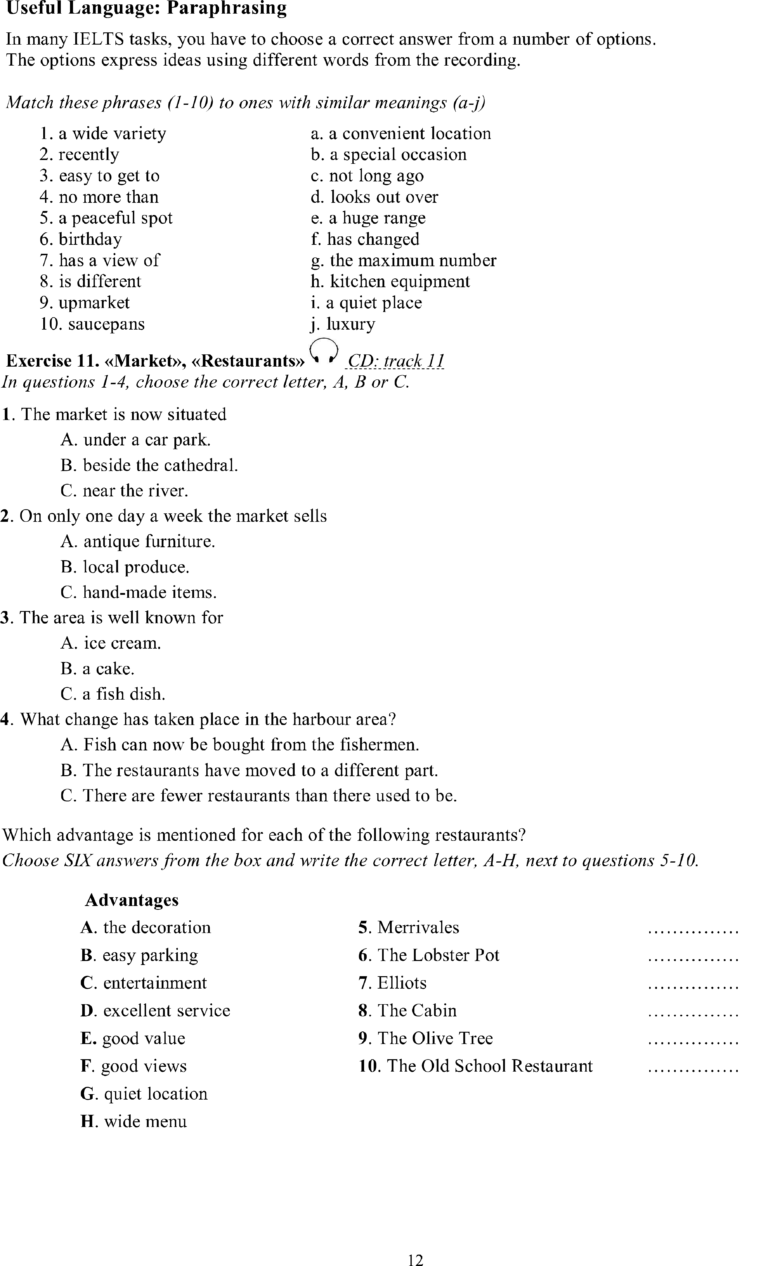 Useful Language: Paraphrasing
In many IELTS tasks, you have to choose a correct answer from a number of options.
The options express ideas using different words from the recording.
Match these phrases (1-10) to ones with similar meanings (a-j)
1. a wide variety a. a convenient location
2. recently b. a special occasion
3. easy to get to c. not long ago
4. no more than d. looks out over
5. a peaceful spot e. a huge range
6. birthday f. has changed
7. has a view of g. the maximum number
8. is different h. kitchen equipment
9. upmarket i. a quiet place
10. saucepans j. luxury
Exercise 11. «Market», «Restaurants» CD: track 11
In questions 1-4, choose the correct letter, A, B or C.
1. The market is now situated
A. under a car park.
B. beside the cathedral.
C. near the river.
2. On only one day a week the market sells
A. antique furniture.
B. local produce.
C. hand-made items.
3. The area is well known for
A. ice cream.
B. a cake.
C. a fish dish.
4. What change has taken place in the harbour area?
A. Fish can now be bought from the fishermen.
B. The restaurants have moved to a different part.
C. There are fewer restaurants than there used to be.
Which advantage is mentioned for each of the following restaurants?
Choose SIX answers from the box and write the correct letter, A-H, next to questions 5-10.
Advantages
A. the decoration 5. Merrivales ...............
B. easy parking 6. The Lobster Pot ...............
C. entertainment 7. Elliots ...............
D. excellent service 8. The Cabin ...............
E. good value 9. The Olive Tree ...............
F. good views 10. The Old School Restaurant ...............
G. quiet location
H. wide menu
12